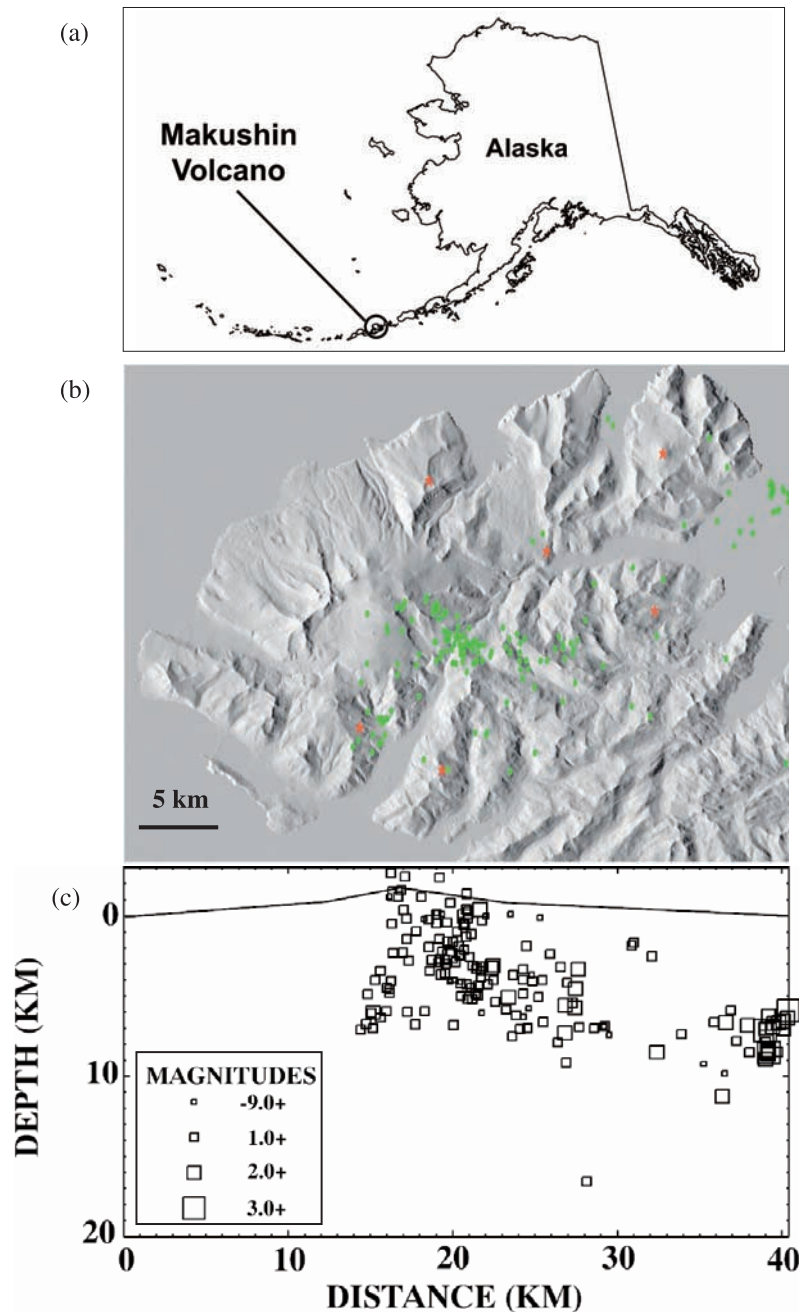 (a)
Makushin
Volcano
Alaska
(b)
5 km
(c)
0
10
20
DEPTH (KM)
MAGNITUDES
-9.0+
1.0+
2.0+
3.0+
0
10
20
30
40
DISTANCE (KM)